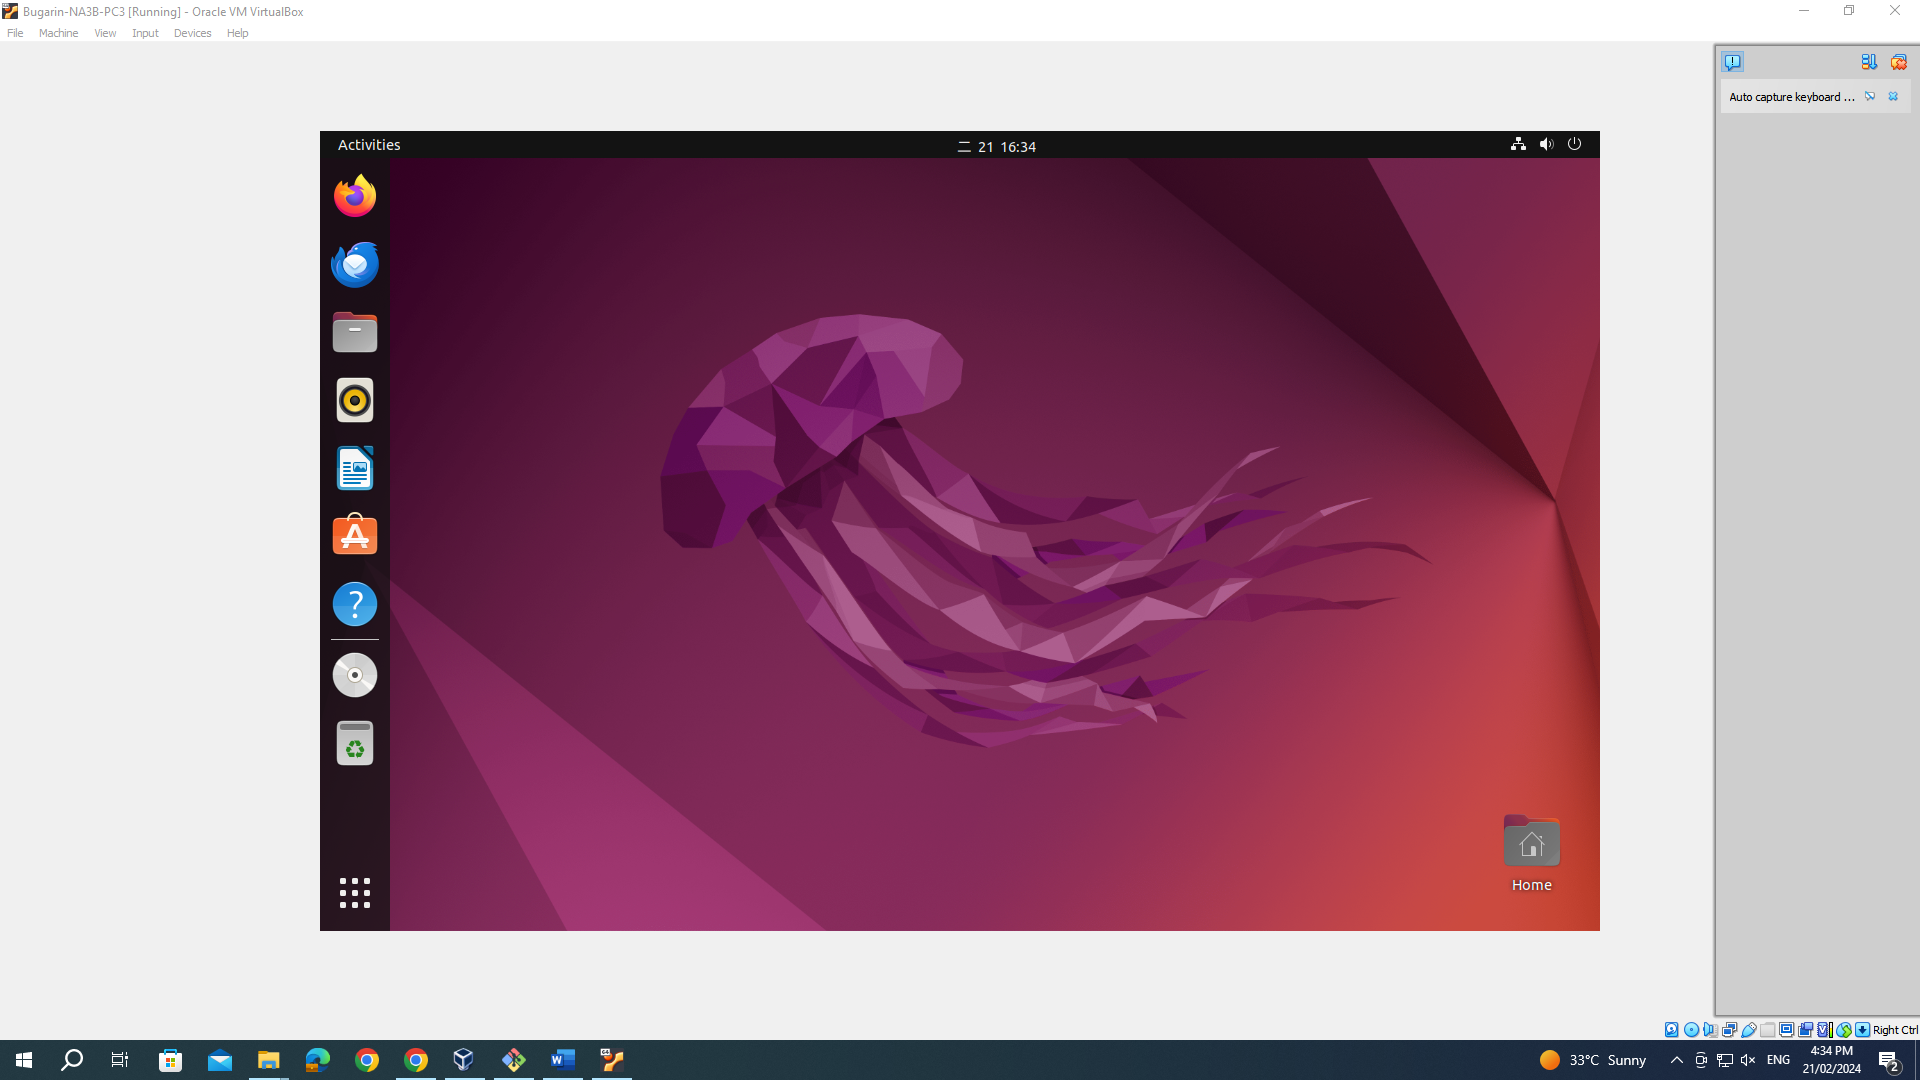 Bugarin-NA3B-PC3 [Running] - Oracle VM VirtualBox
File Machine View Input Devices Help
Auto capture keyboard ...
Activities
二 21 16:34
Home
Right Ctrl
33°C Sunny
ENG
4:34 PM
21/02/2024
2